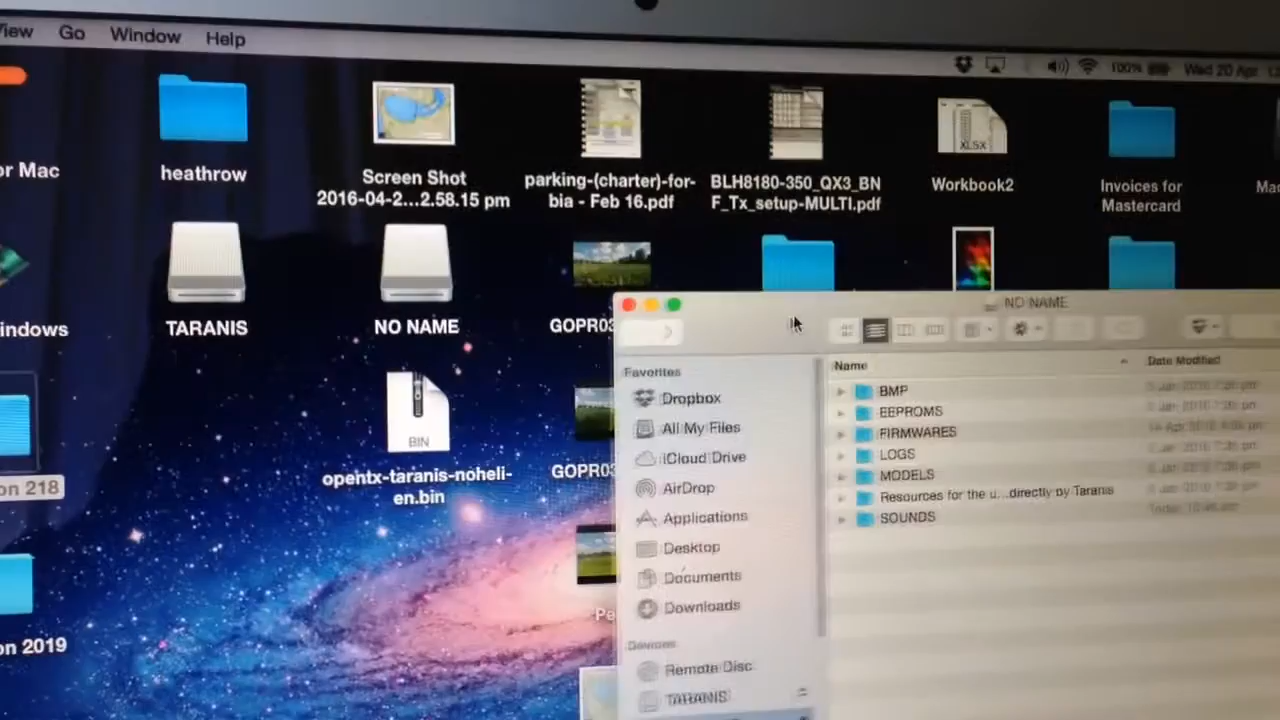 View Go Window Help
100% Wed 20 Apr
or Mac
heathrow
Screen Shot
2016-04-2...2.58.15 pm
parking-(charter)-for-
bia - Feb 16.pdf
BLH8180-350_QX3_BN
F_Tx_setup-MULTI.pdf
XLSX
Workbook2
Invoices for
Mastercard
Ma
indows
TARANIS
NO NAME
GOPR03
NO NAME
BIN
opentx-taranis-noheli-
en.bin
GOPR03
on 218
on 2019
Pe
Favorites
Dropbox
All My Files
iCloud Drive
AirDrop
Applications
Desktop
Documents
Downloads
Devices
Remote Disc
TARANIS
Name Date Modified
BMP
EEPROMS
FIRMWARES
LOGS
MODELS
Resources for the u...directly by Taranis
SOUNDS